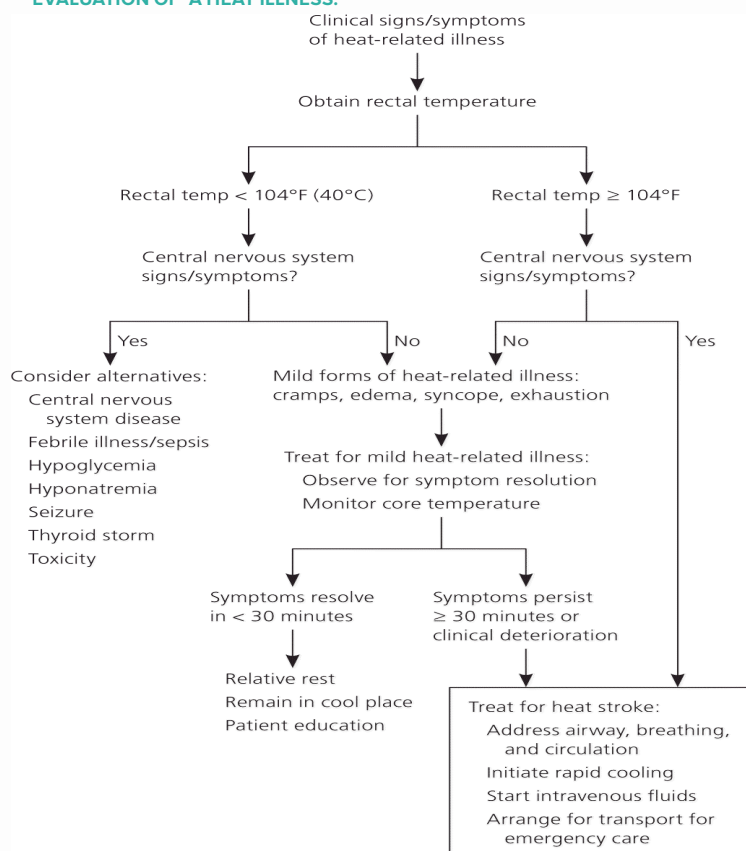 EVALUATION OF A HEAT ILLNESS:
Clinical signs/symptoms
of heat-related illness
Obtain rectal temperature
Rectal temp < 104°F (40°C)
Rectal temp ≥ 104°F
Central nervous system
signs/symptoms?
Central nervous system
signs/symptoms?
Yes
No
No
Yes
Consider alternatives:
Central nervous
system disease
Febrile illness/sepsis
Hypoglycemia
Hyponatremia
Seizure
Thyroid storm
Toxicity
Mild forms of heat-related illness:
cramps, edema, syncope, exhaustion
Treat for mild heat-related illness:
Observe for symptom resolution
Monitor core temperature
Symptoms resolve
in < 30 minutes
Symptoms persist
≥ 30 minutes or
clinical deterioration
Relative rest
Remain in cool place
Patient education
Treat for heat stroke:
Address airway, breathing,
and circulation
Initiate rapid cooling
Start intravenous fluids
Arrange for transport for
emergency care